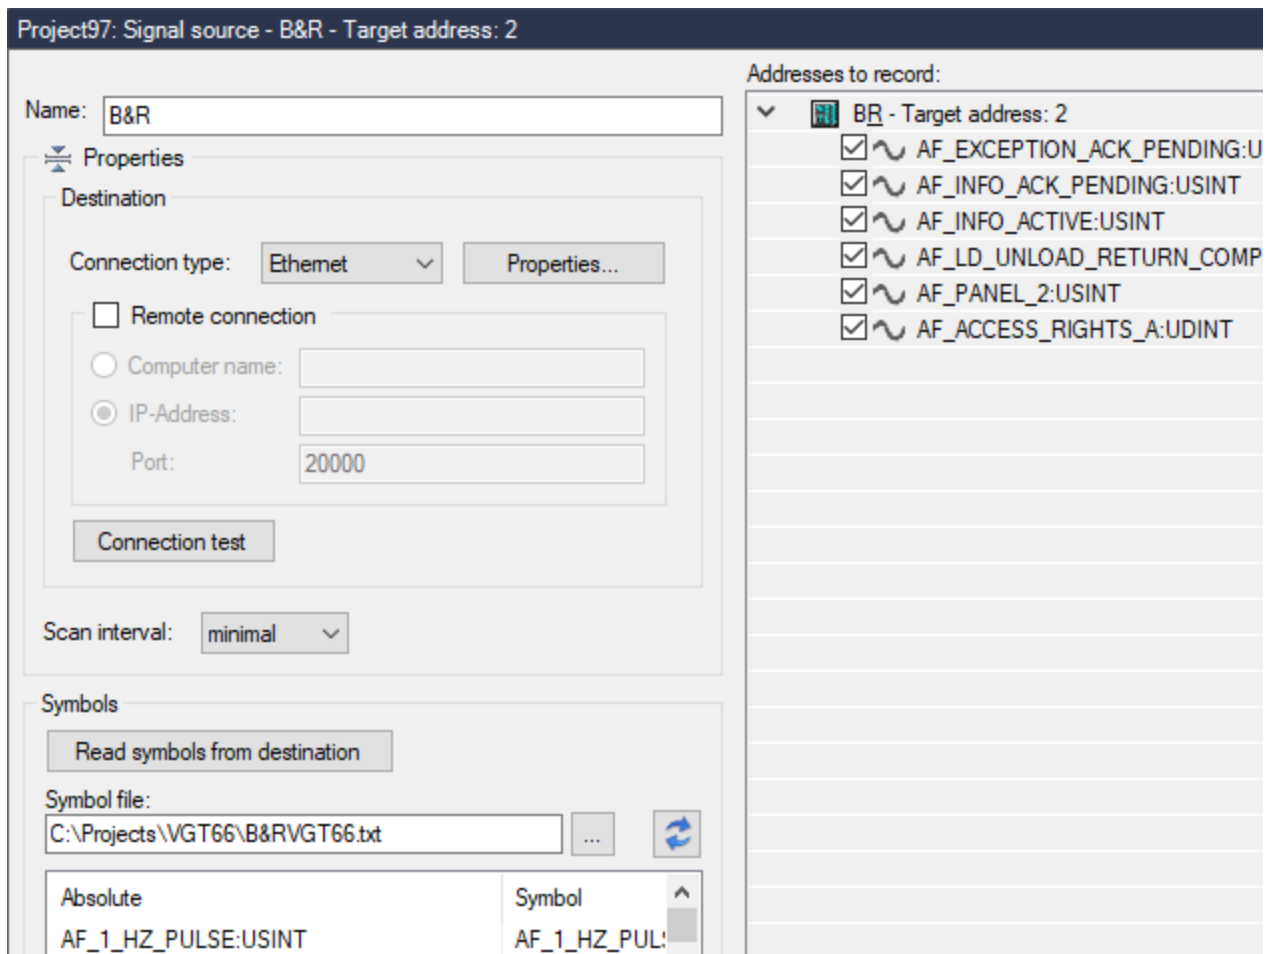 Project97: Signal source - B&R - Target address: 2
Name:
B&R
Properties
Destination
Connection type:
Ethernet
Properties...
Remote connection
Computer name:
IP-Address:
Port:
20000
Connection test
Scan interval:
minimal
Symbols
Read symbols from destination
Symbol file:
C:\Projects\VGT66\B&RVGT66.txt
...
Absolute
Symbol
AF_1_HZ_PULSE:USINT
AF_1_HZ_PUL
Addresses to record:
BR - Target address: 2
AF_EXCEPTION_ACK_PENDING:U
AF_INFO_ACK_PENDING:USINT
AF_INFO_ACTIVE:USINT
AF_LD_UNLOAD_RETURN_COMP
AF_PANEL_2:USINT
AF_ACCESS_RIGHTS_A:UDINT